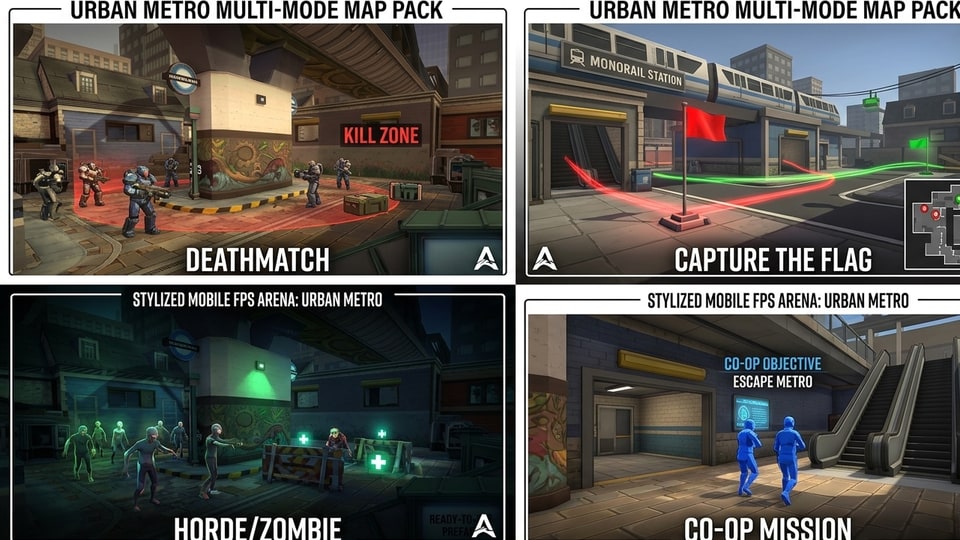 URBAN METRO MULTI-MODE MAP PACK
KILL ZONE
DEATHMATCH
URBAN METRO MULTI-MODE MAP PACK
MONORAIL STATION
CAPTURE THE FLAG
STYLIZED MOBILE FPS ARENA: URBAN METRO
HORDE/ZOMBIE
STYLIZED MOBILE FPS ARENA: URBAN METRO
CO-OP OBJECTIVE
ESCAPE METRO
CO-OP MISSION